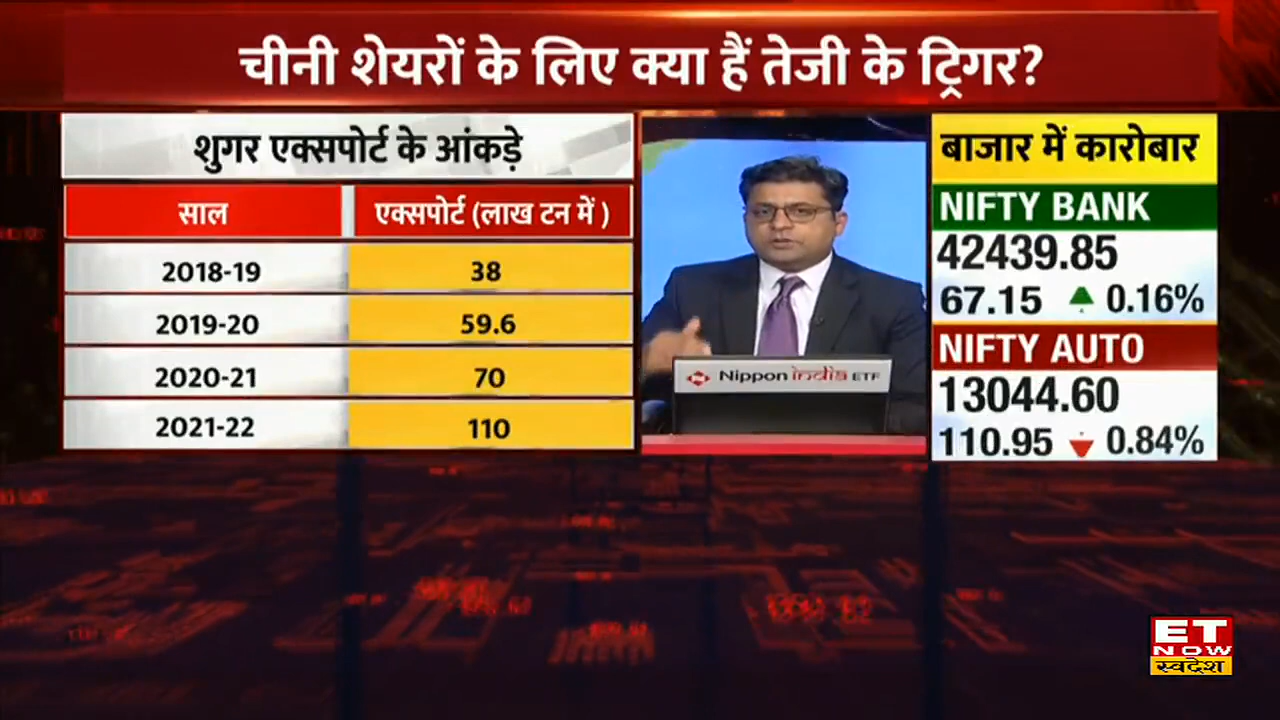 चीनी शेयरों के लिए क्या हैं तेजी के ट्रिगर?
शुगर एक्सपोर्ट के आंकड़े
साल एक्सपोर्ट (लाख टन में )
2018-19 38
2019-20 59.6
2020-21 70
2021-22 110
Nippon india ETF
बाजार में कारोबार
NIFTY BANK
42439.85
67.15 0.16%
NIFTY AUTO
13044.60
110.95 0.84%
ET
NOW
स्वदेश